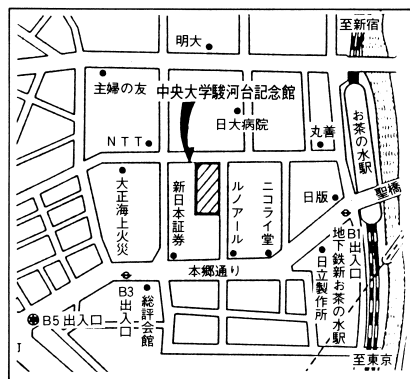 至新宿
明大
主婦の友
中央大学駿河台記念館
日大病院
丸善
お茶の水駅
NTT
聖橋
大正海上火災
新日本証券
ルノアール
ニコライ堂
日版
B1出入口
地下鉄新お茶の水駅
日立製作所
本郷通り
B3出入口
総評会館
B5出入口
至東京